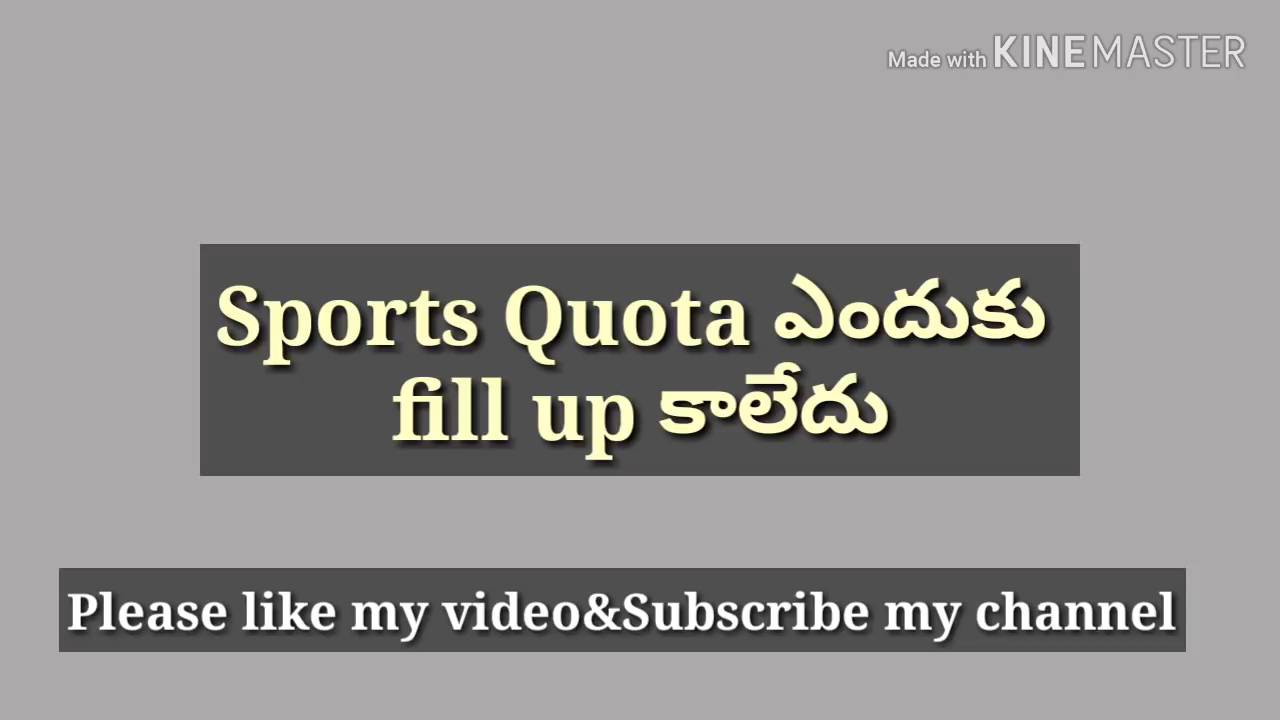 Made with KINEMASTER
Sports Quota ఎందుకు
fill up కాలేదు
Please like my video&Subscribe my channel